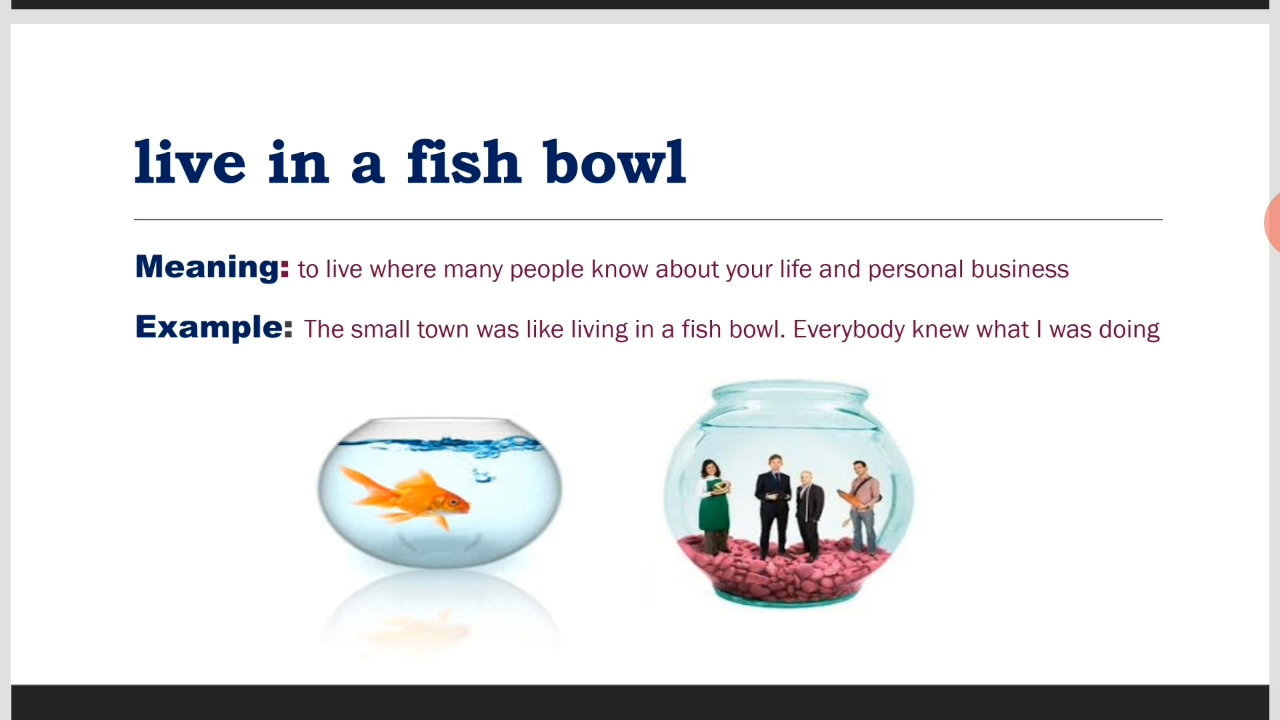 live in a fish bowl
Meaning: to live where many people know about your life and personal business
Example: The small town was like living in a fish bowl. Everybody knew what I was doing